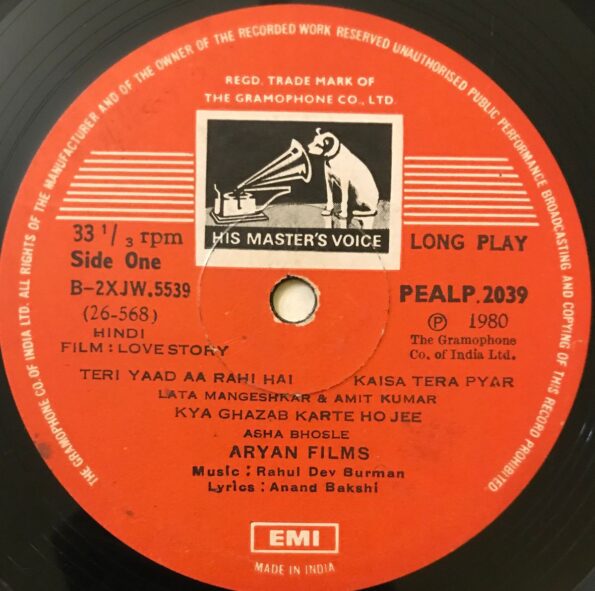 THE GRAMOPHONE CO. OF INDIA LTD. ALL RIGHTS OF THE MANUFACTURER AND OF THE OWNER OF THE RECORDED WORK RESERVED UNAUTHORISED PUBLIC PERFORMANCE BROADCASTING AND COPYING OF THIS RECORD PROHIBITED.
REGD. TRADE MARK OF
THE GRAMOPHONE CO., LTD.
HIS MASTER'S VOICE
33 1/3 rpm
LONG PLAY
Side One
B-2XJW.5539
PEALP.2039
(26-568)
℗ 1980
HINDI
The Gramophone
Co. of India Ltd.
FILM : LOVE STORY
TERI YAAD AA RAHI HAI KAISA TERA PYAR
LATA MANGESHKAR & AMIT KUMAR
KYA GHAZAB KARTE HO JEE
ASHA BHOSLE
ARYAN FILMS
Music : Rahul Dev Burman
Lyrics : Anand Bakshi
EMI
MADE IN INDIA